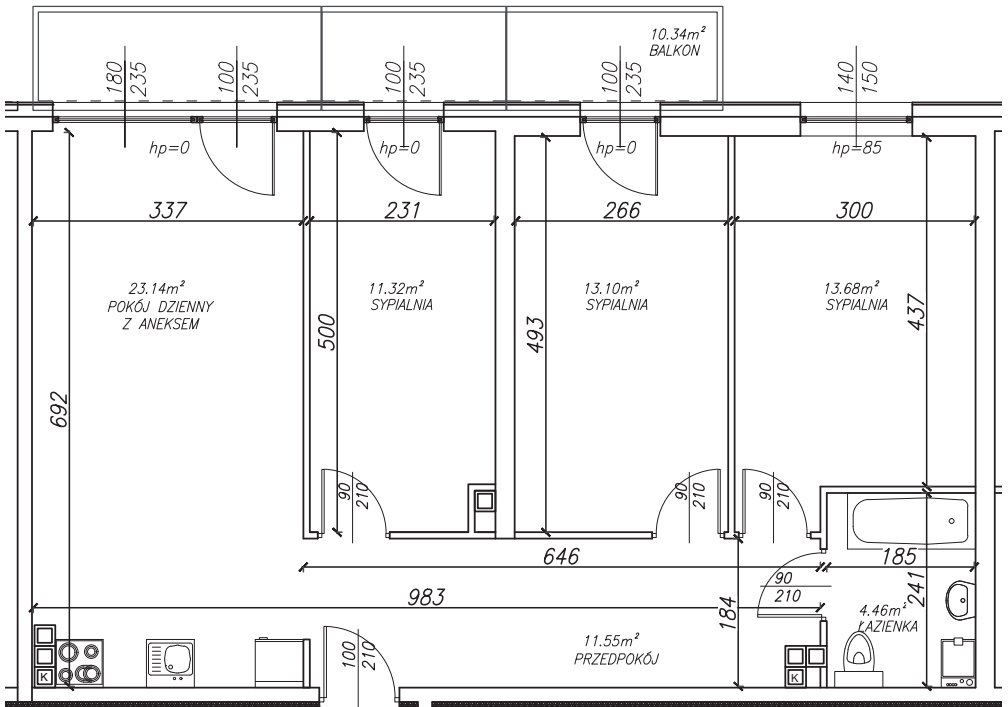 10.34m²
BALKON
180
235
100
235
100
235
100
235
140
150
hp=0
hp=0
hp=0
hp=85
337
231
266
300
23.14m²
POKÓJ DZIENNY
Z ANEKSEM
11.32m²
SYPIALNIA
13.10m²
SYPIALNIA
13.68m²
SYPIALNIA
692
500
493
437
90
210
90
210
90
210
646
185
90
210
983
184
241
4.46m²
ŁAZIENKA
11.55m²
PRZEDPOKÓJ
100
210
K
K